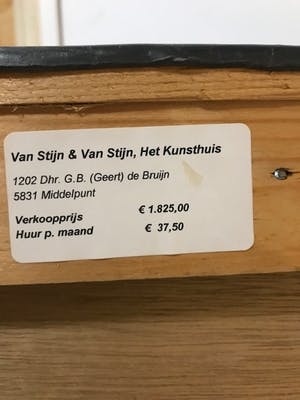 Van Stijn & Van Stijn, Het Kunsthuis
1202 Dhr. G.B. (Geert) de Bruijn
5831 Middelpunt
Verkoopprijs € 1.825,00
Huur p. maand € 37,50